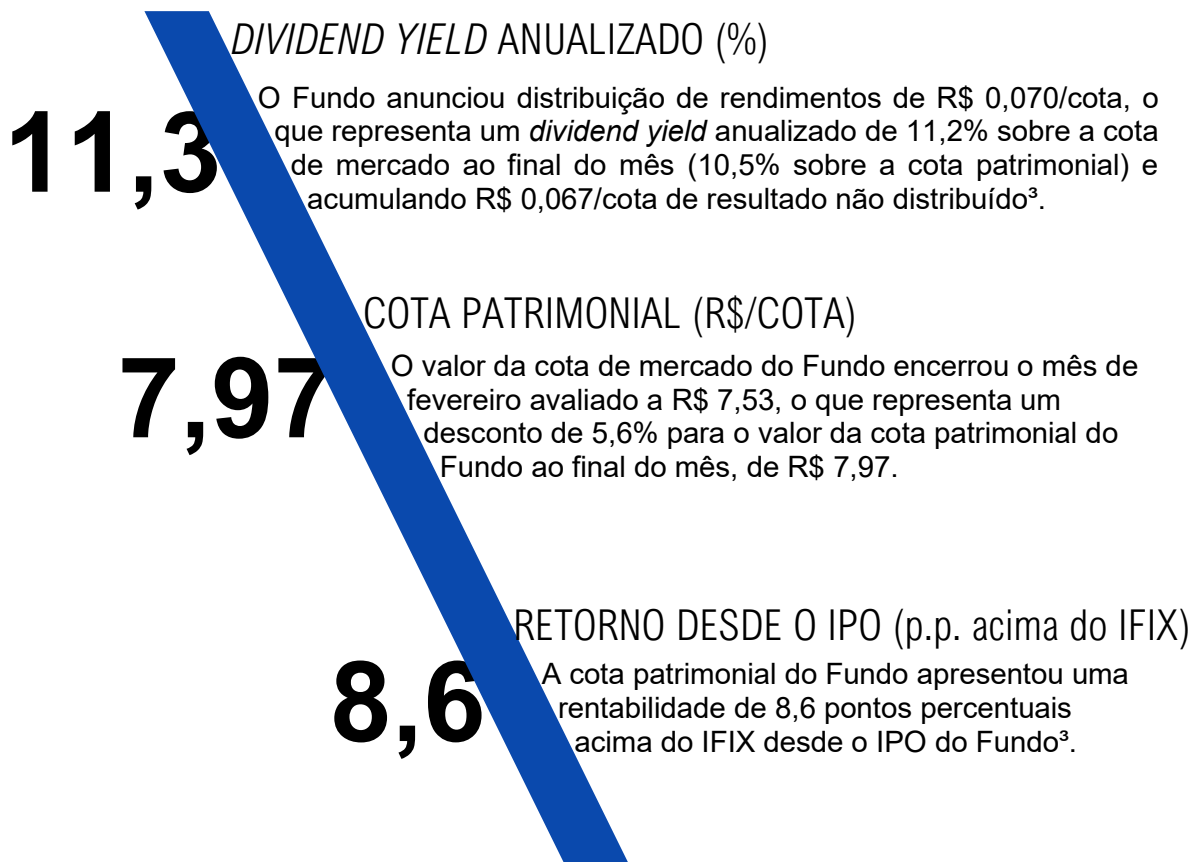 DIVIDEND YIELD ANUALIZADO (%)
11,3
O Fundo anunciou distribuição de rendimentos de R$ 0,070/cota, o
que representa um dividend yield anualizado de 11,2% sobre a cota
de mercado ao final do mês (10,5% sobre a cota patrimonial) e
acumulando R$ 0,067/cota de resultado não distribuído³.
COTA PATRIMONIAL (R$/COTA)
7,97
O valor da cota de mercado do Fundo encerrou o mês de
fevereiro avaliado a R$ 7,53, o que representa um
desconto de 5,6% para o valor da cota patrimonial do
Fundo ao final do mês, de R$ 7,97.
RETORNO DESDE O IPO (p.p. acima do IFIX)
8,6
A cota patrimonial do Fundo apresentou uma
rentabilidade de 8,6 pontos percentuais
acima do IFIX desde o IPO do Fundo³.